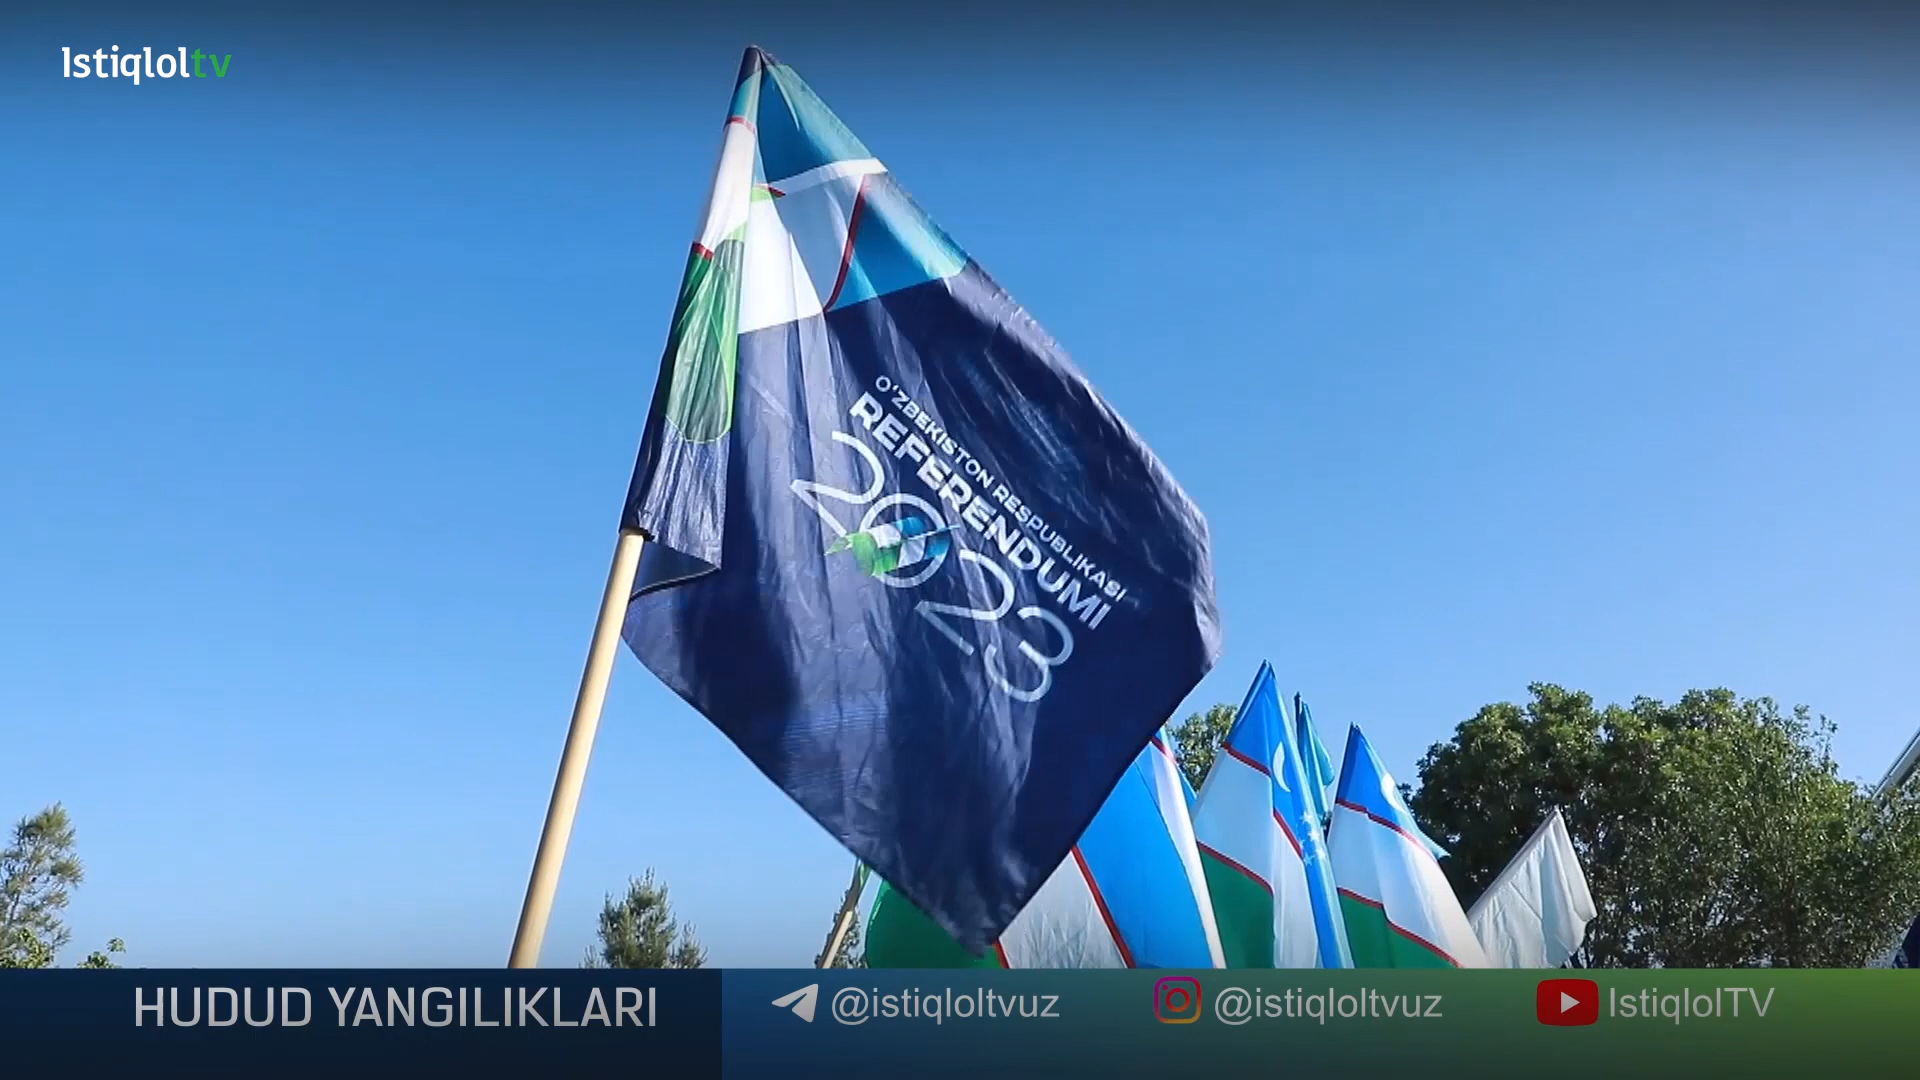 Istiqloltv
O‘ZBEKISTON RESPUBLIKASI
REFERENDUMI
2023
HUDUD YANGILIKLARI
@istiqloltvuz
@istiqloltvuz
IstiqlolTV